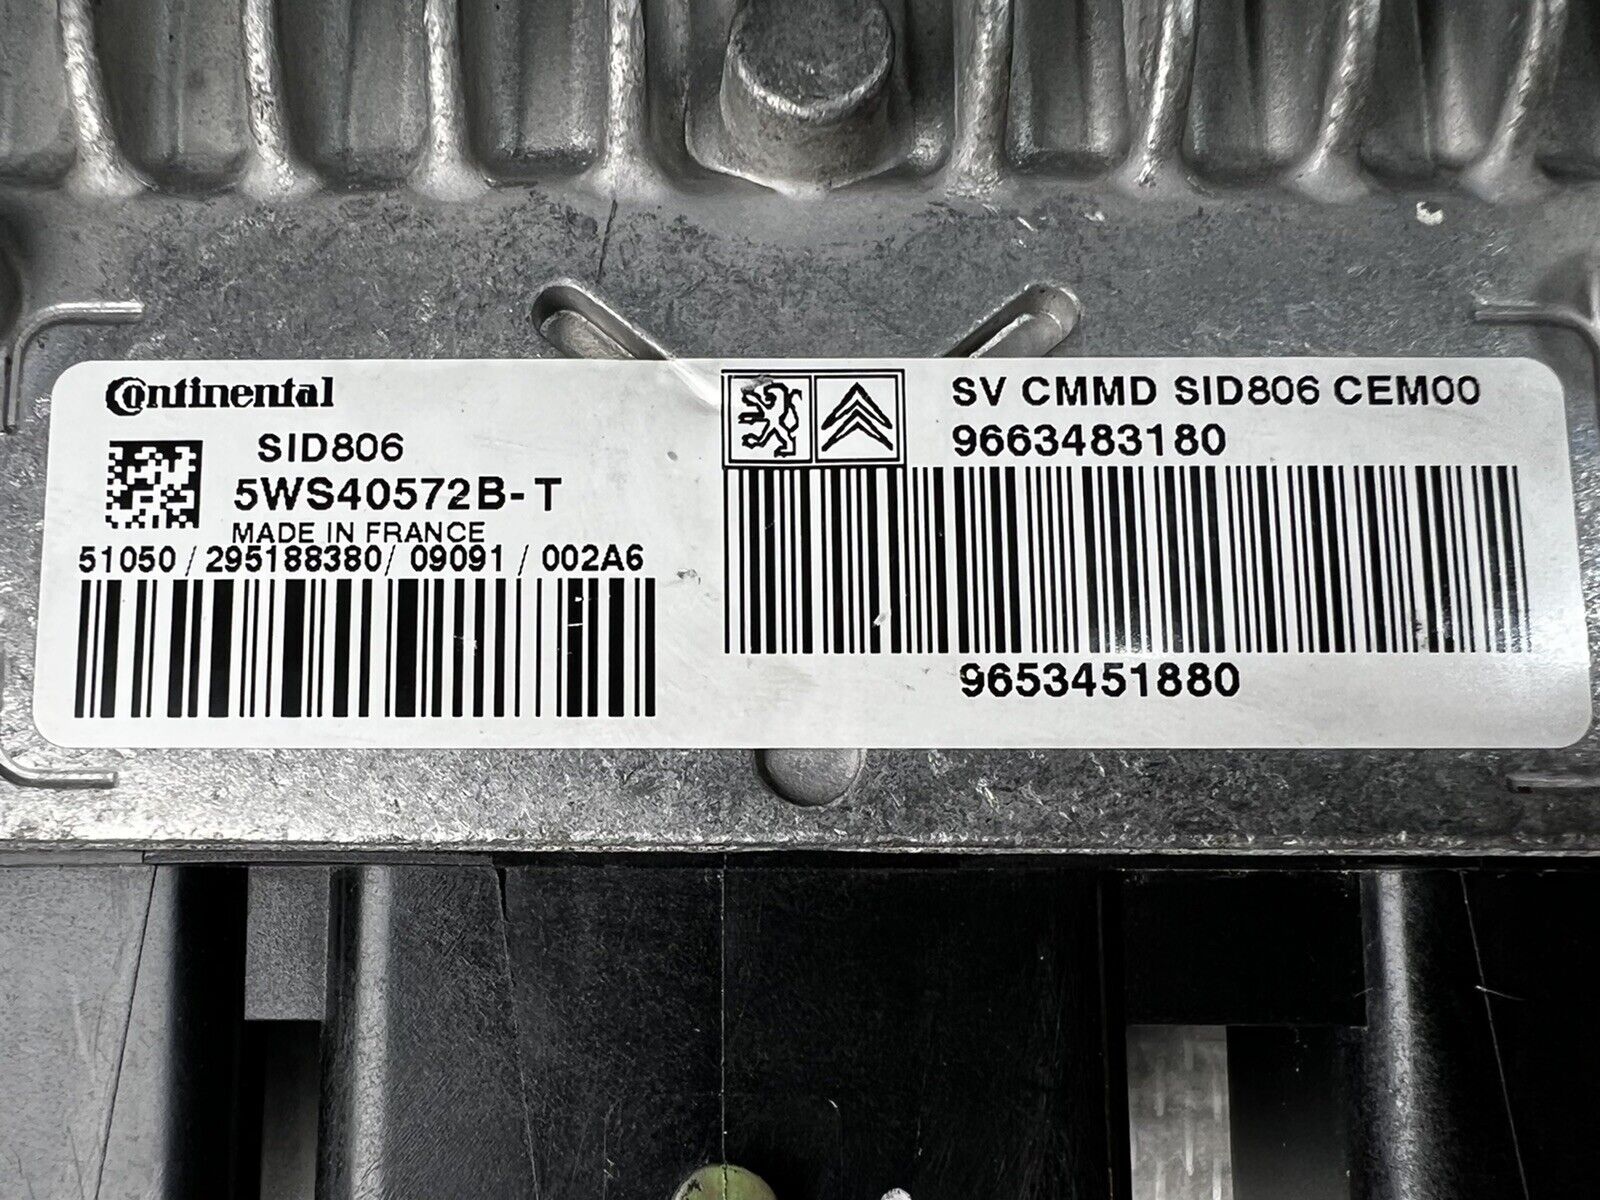 Continental
SID806
5WS40572B-T
MADE IN FRANCE
51050 / 295188380 / 09091 / 002A6
SV CMMD SID806 CEM00
9663483180
9653451880